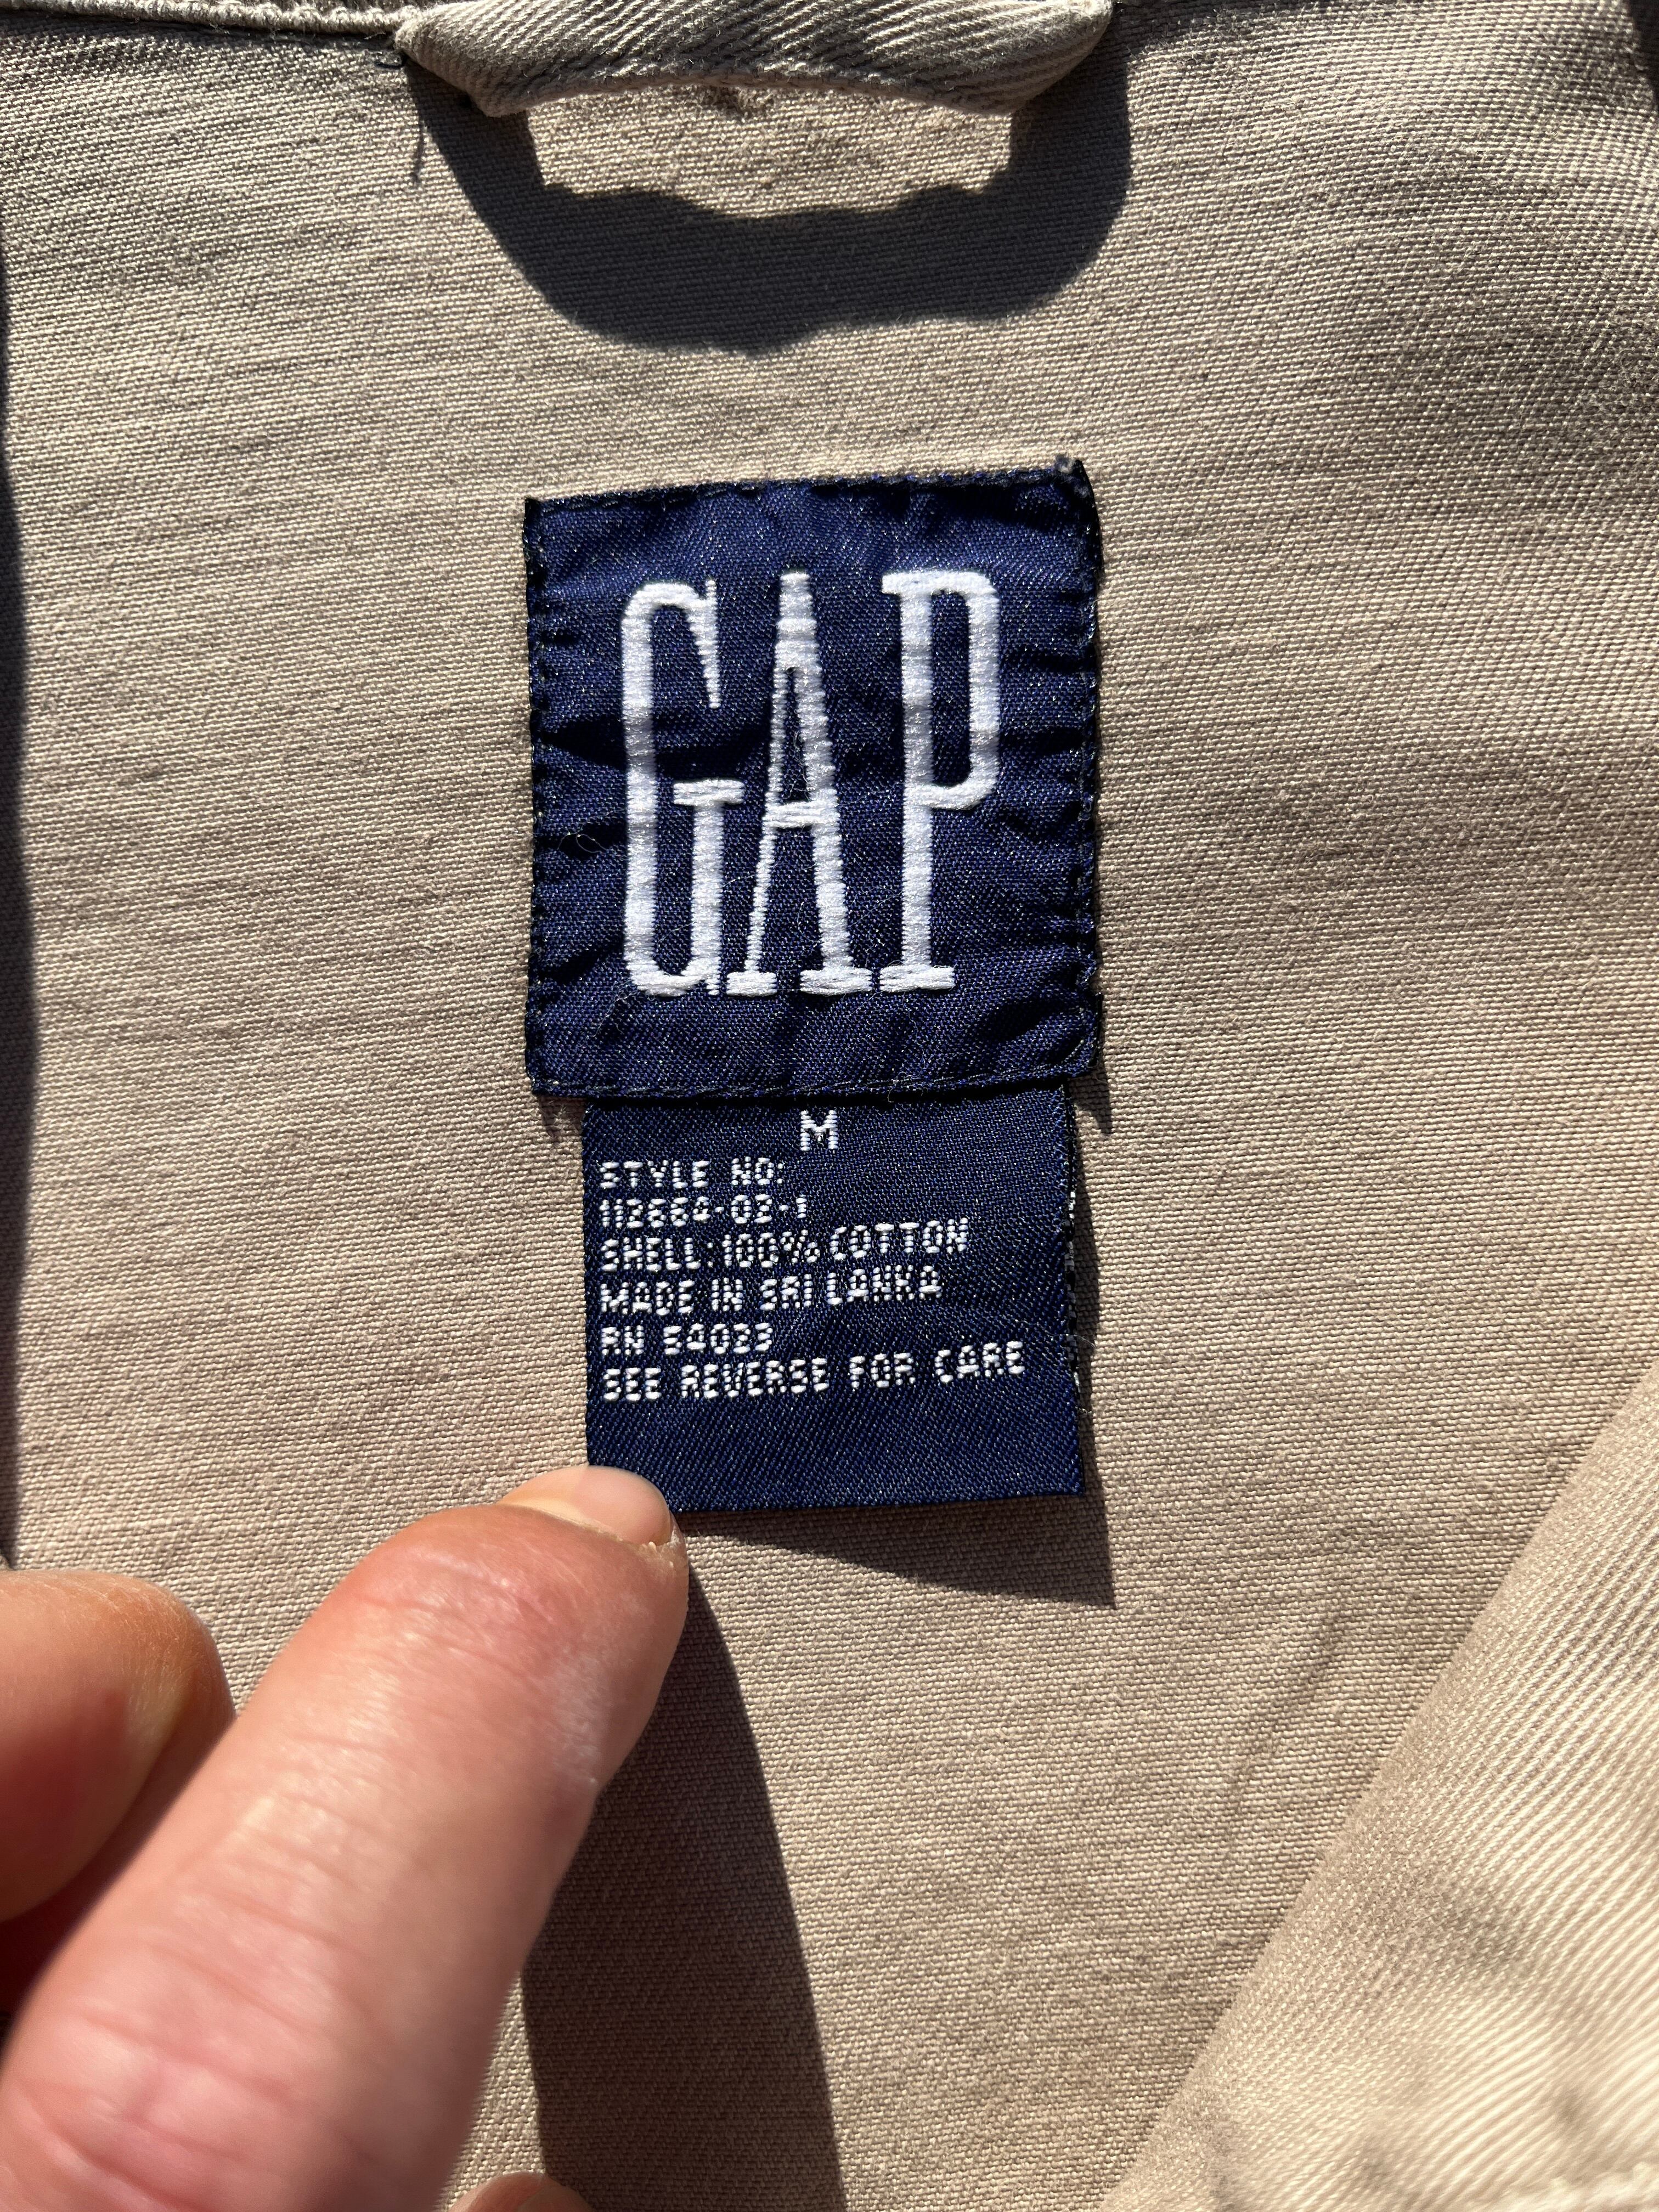 GAP
M
STYLE NO:
112664-02-1
SHELL:100% COTTON
MADE IN SRI LANKA
RN 54023
SEE REVERSE FOR CARE